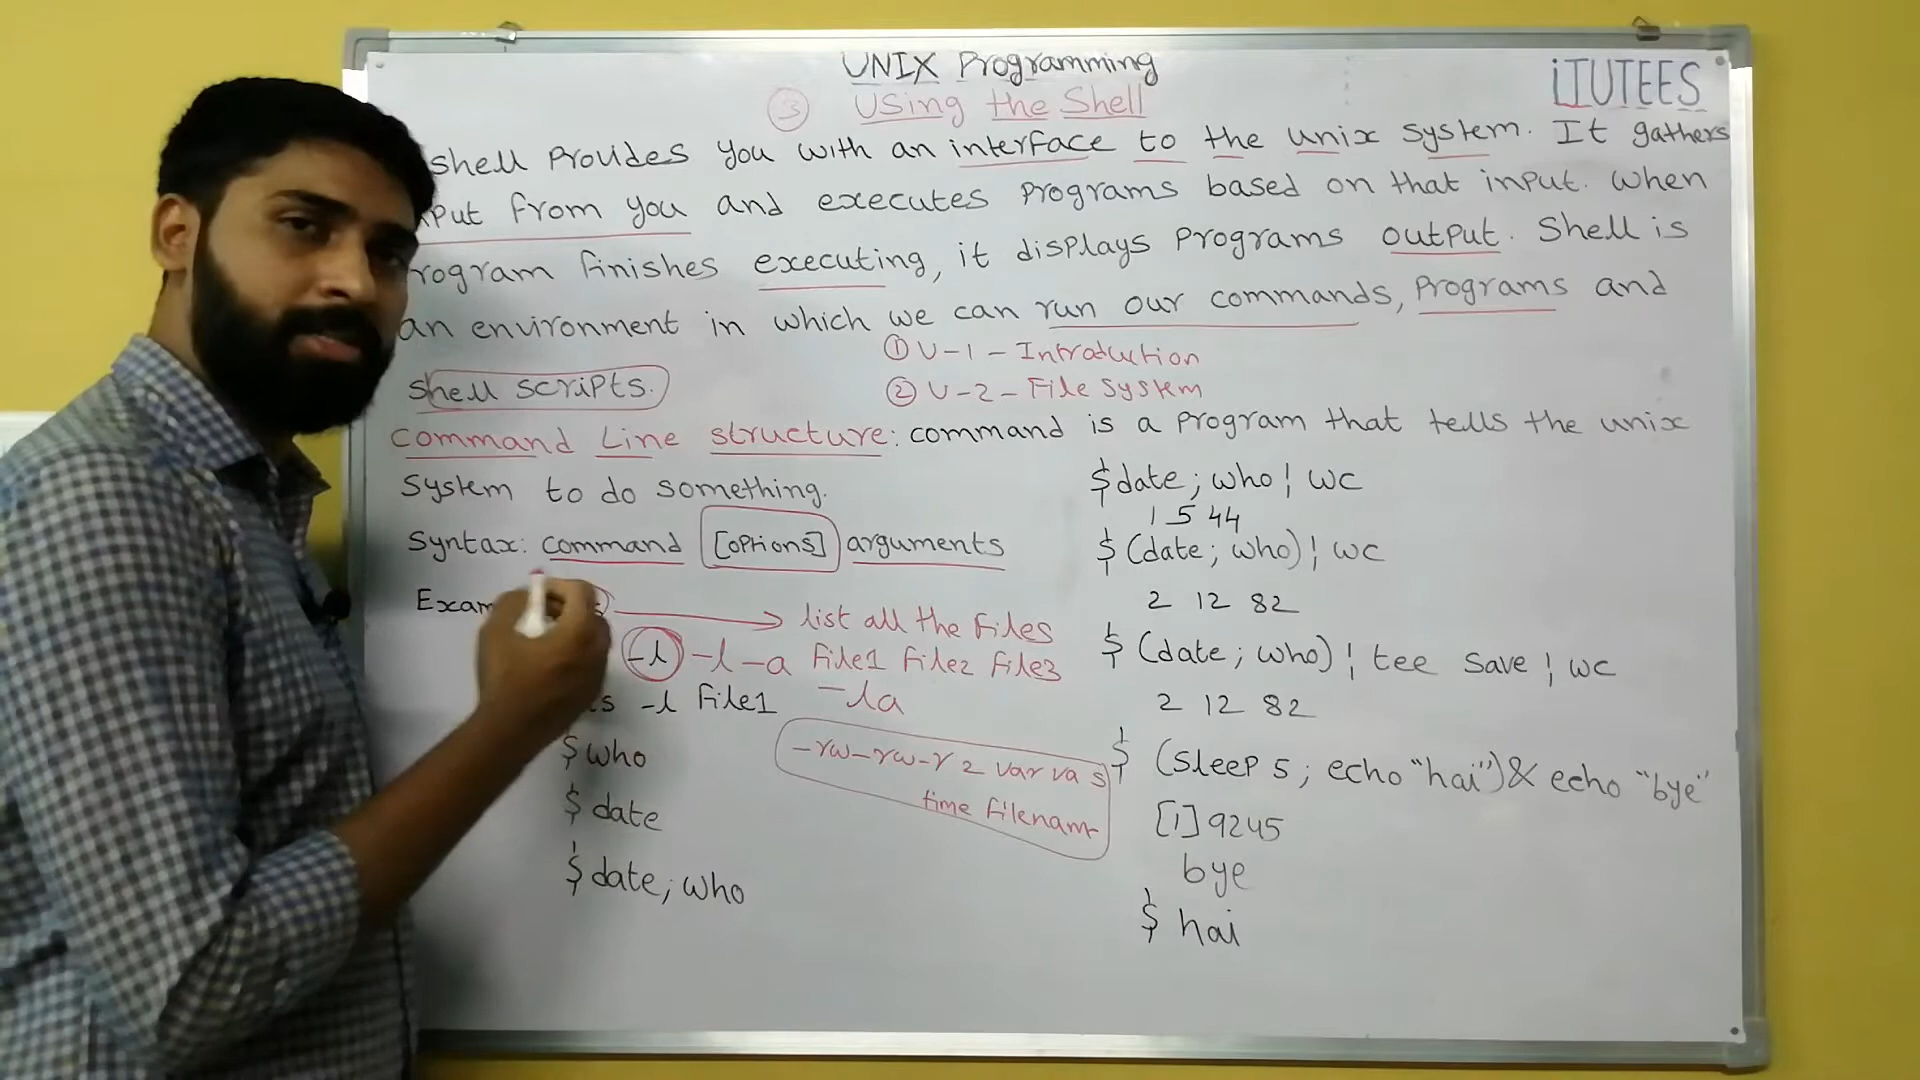 UNIX Programming
iTUTEES
③ Using the Shell
shell provides you with an interface to the unix system. It gathers
put from you and executes programs based on that input. When
rogram finishes executing, it displays programs output. Shell is
an environment in which we can run our commands, programs and
shell scripts.
① U-1 - Introduction
② U-2 - File System
Command Line structure: command is a program that tells the unix
system to do something.
Syntax: command [options] arguments
Exam
list all the files
-l -l -a File1 File2 File3
-la
ls -l File1
-rw-rw-r 2 var va s
time filename
$ who
$ date
$ date; who
$ date; who ¦ wc
1 5 44
$ (date; who) ¦ wc
2 12 82
$ (date; who) ¦ tee save ¦ wc
2 12 82
$ (sleep 5; echo "hai") & echo "bye"
[1] 9245
bye
$ hai